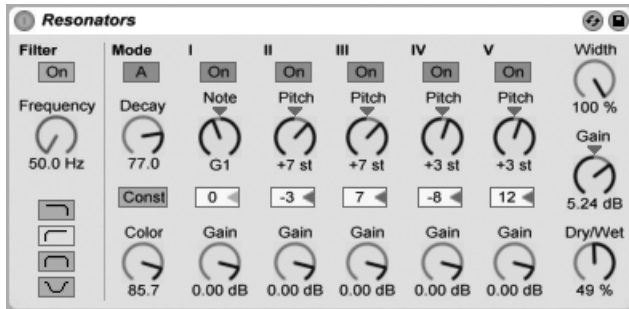 Resonators
Filter Mode I II III IV V Width
On A On On On On On
Frequency Decay Note Pitch Pitch Pitch Pitch 100 %
50.0 Hz 77.0 G1 +7 st +7 st +3 st +3 st Gain
Const 0 -3 7 -8 12 5.24 dB
Color Gain Gain Gain Gain Gain Dry/Wet
85.7 0.00 dB 0.00 dB 0.00 dB 0.00 dB 0.00 dB 49 %